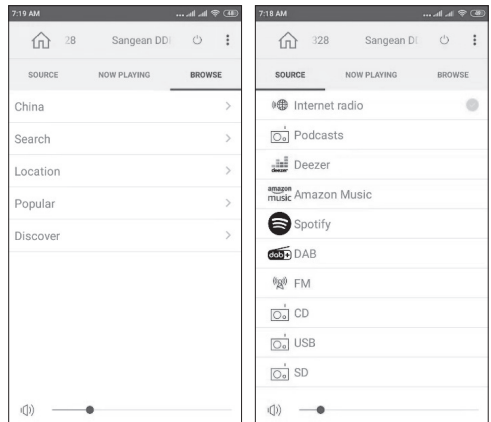 7:19 AM
28 Sangean DD
SOURCE NOW PLAYING BROWSE
China
Search
Location
Popular
Discover
7:18 AM
328 Sangean D
SOURCE NOW PLAYING BROWSE
Internet radio
Podcasts
deezer Deezer
amazon music Amazon Music
Spotify
dab+ DAB
FM
CD
USB
SD